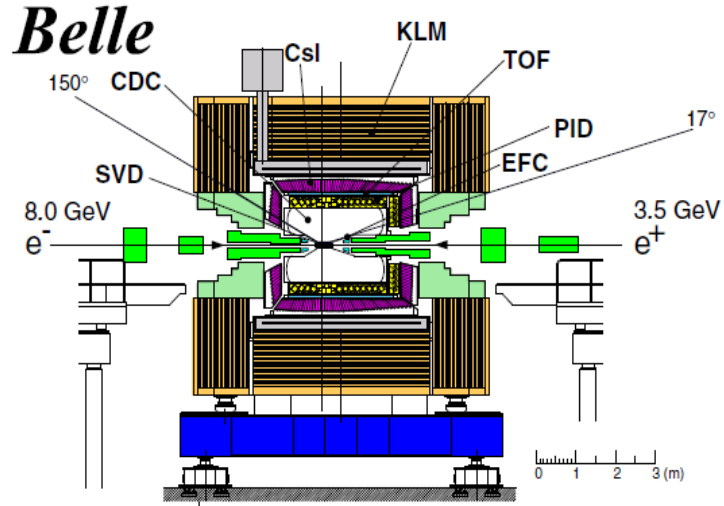 Belle
CsI
KLM
TOF
150°
CDC
PID
17°
EFC
SVD
8.0 GeV
e-
3.5 GeV
e+
0 1 2 3 (m)